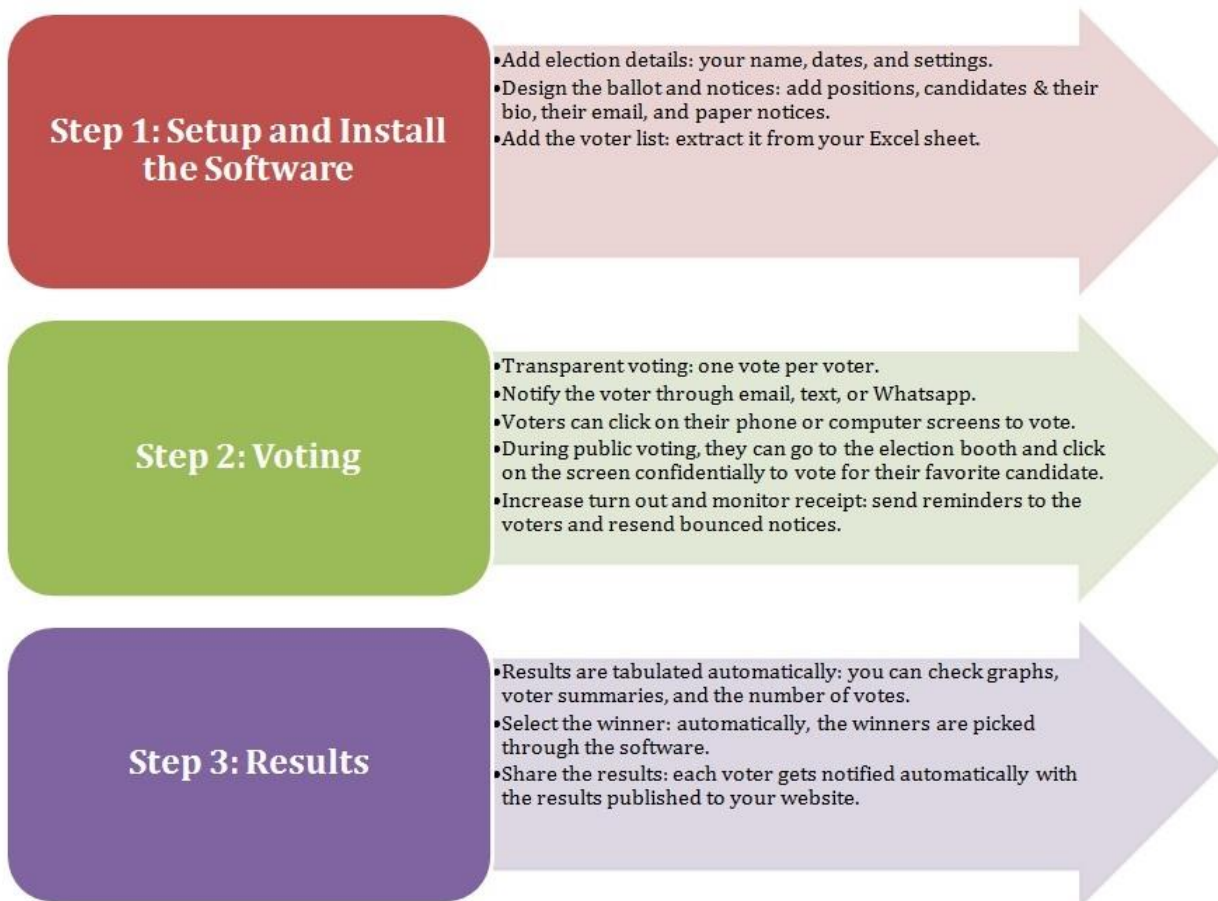 Step 1: Setup and Install
the Software
•Add election details: your name, dates, and settings.
•Design the ballot and notices: add positions, candidates & their
bio, their email, and paper notices.
•Add the voter list: extract it from your Excel sheet.
Step 2: Voting
•Transparent voting: one vote per voter.
•Notify the voter through email, text, or Whatsapp.
•Voters can click on their phone or computer screens to vote.
•During public voting, they can go to the election booth and click
on the screen confidentially to vote for their favorite candidate.
•Increase turn out and monitor receipt: send reminders to the
voters and resend bounced notices.
Step 3: Results
•Results are tabulated automatically: you can check graphs,
voter summaries, and the number of votes.
•Select the winner: automatically, the winners are picked
through the software.
•Share the results: each voter gets notified automatically with
the results published to your website.